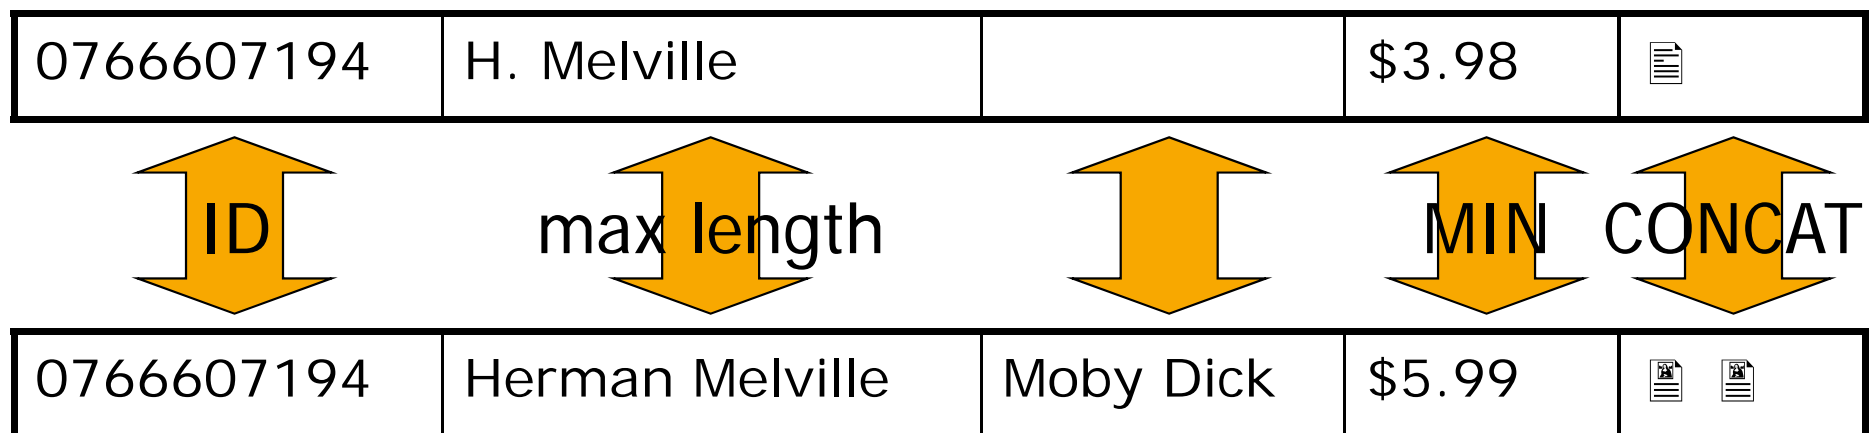 0766607194 H. Melville $3.98
ID max length MIN CONCAT
0766607194 Herman Melville Moby Dick $5.99